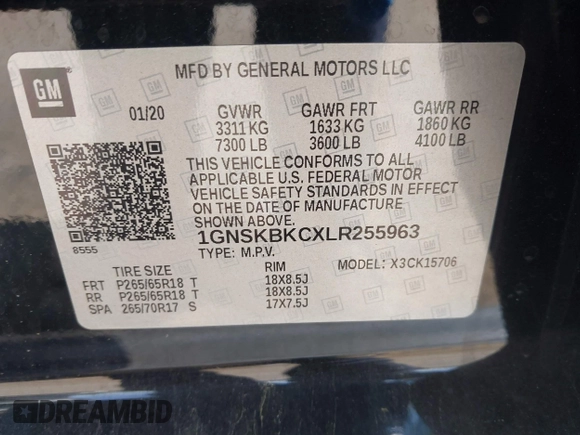 GM
MFD BY GENERAL MOTORS LLC
01/20 GVWR GAWR FRT GAWR RR
3311 KG 1633 KG 1860 KG
7300 LB 3600 LB 4100 LB
THIS VEHICLE CONFORMS TO ALL
APPLICABLE U.S. FEDERAL MOTOR
VEHICLE SAFETY STANDARDS IN EFFECT
ON THE DATE OF MANUFACTURE
SHOWN ABOVE.
8555
1GNSKBKCXLR255963
TYPE: M.P.V. MODEL: X3CK15706
TIRE SIZE RIM
FRT P265/65R18 T 18X8.5J
RR P265/65R18 T 18X8.5J
SPA 265/70R17 S 17X7.5J
DREAMBID